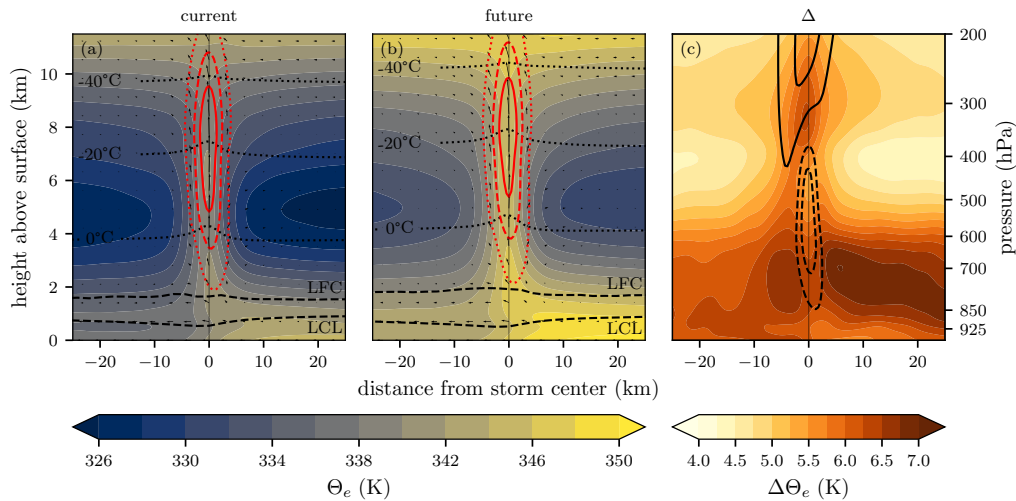 current
future
Δ
(a)
(b)
(c)
-40°C
-20°C
0°C
LFC
LCL
-40°C
-20°C
0°C
LFC
LCL
height above surface (km)
10
8
6
4
2
0
200
300
400
500
600
700
850
925
pressure (hPa)
−20 −10 0 10 20
−20 −10 0 10 20
−20 −10 0 10 20
distance from storm center (km)
326 330 334 338 342 346 350
Θe (K)
4.0 4.5 5.0 5.5 6.0 6.5 7.0
ΔΘe (K)